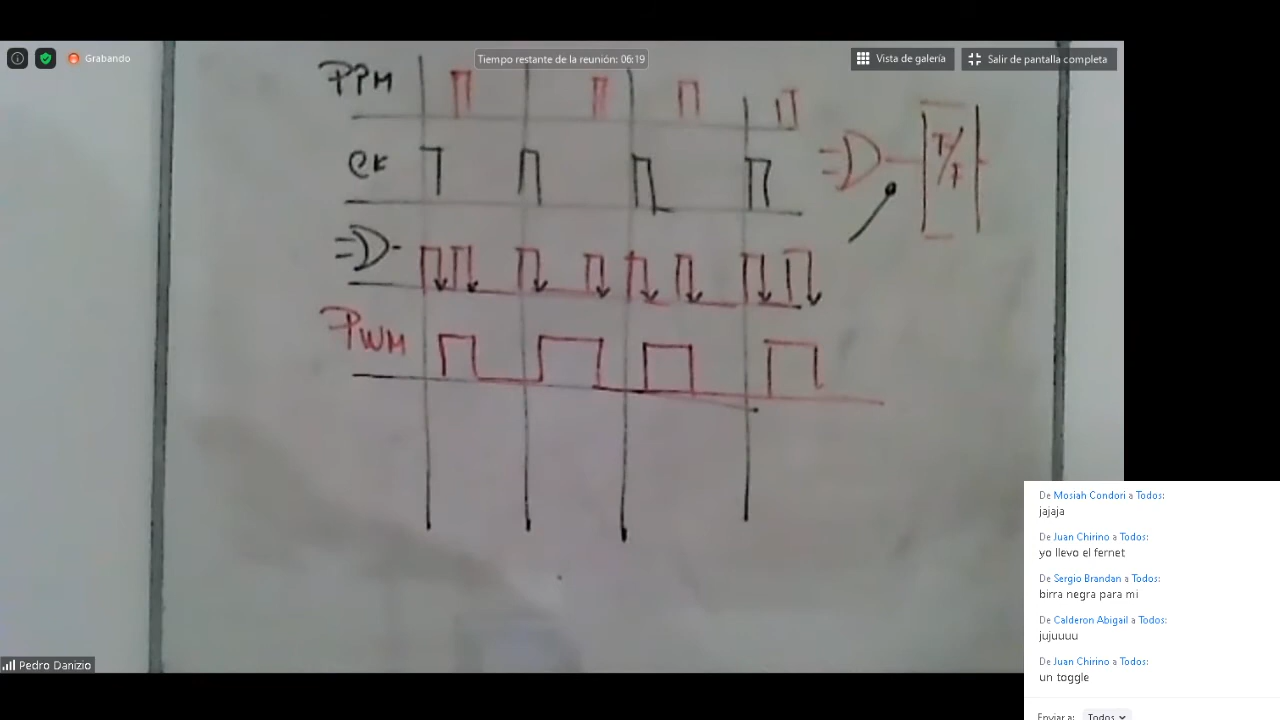 Grabando
Tiempo restante de la reunión: 06:19
Vista de galería
Salir de pantalla completa
PPM
CK
T/F
PWM
De Mosiah Condori a Todos:
jajaja
De Juan Chirino a Todos:
yo llevo el fernet
De Sergio Brandan a Todos:
birra negra para mi
De Calderon Abigail a Todos:
jujuuuu
De Juan Chirino a Todos:
un toggle
Enviar a: Todos
Pedro Danizio